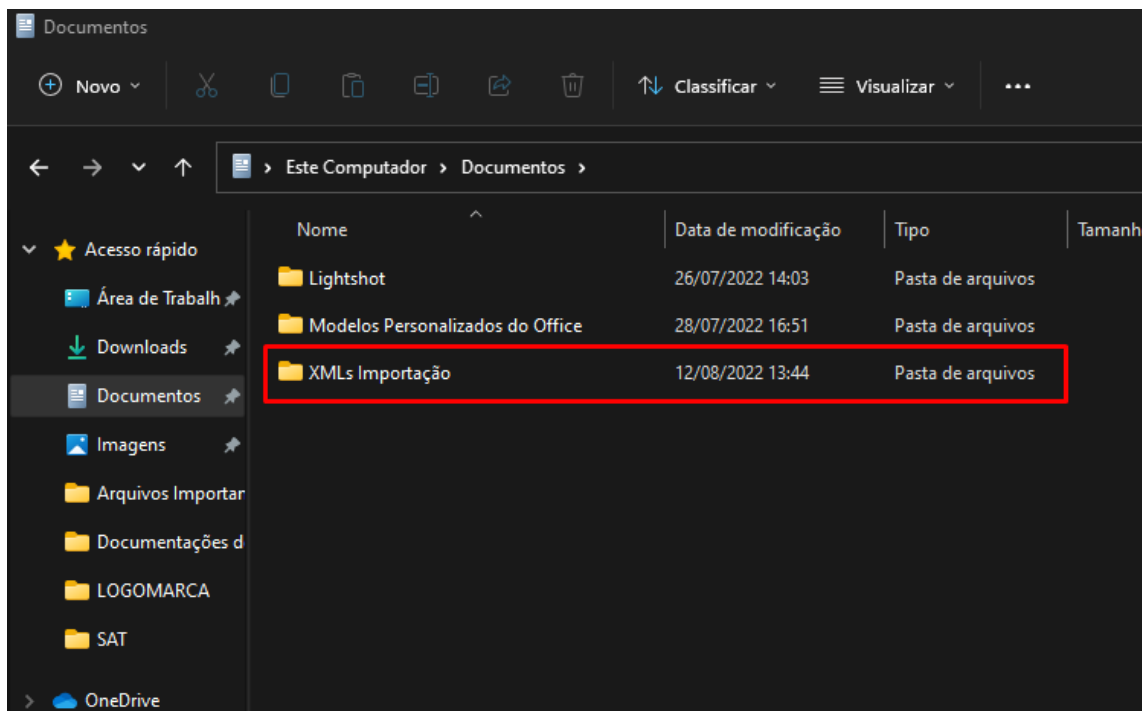 Documentos
Novo Classificar Visualizar
Este Computador > Documentos >
Nome Data de modificação Tipo Tamanh
Acesso rápido
Lightshot 26/07/2022 14:03 Pasta de arquivos
Área de Trabalh
Modelos Personalizados do Office 28/07/2022 16:51 Pasta de arquivos
Downloads
XMLs Importação 12/08/2022 13:44 Pasta de arquivos
Documentos
Imagens
Arquivos Importar
Documentações d
LOGOMARCA
SAT
OneDrive